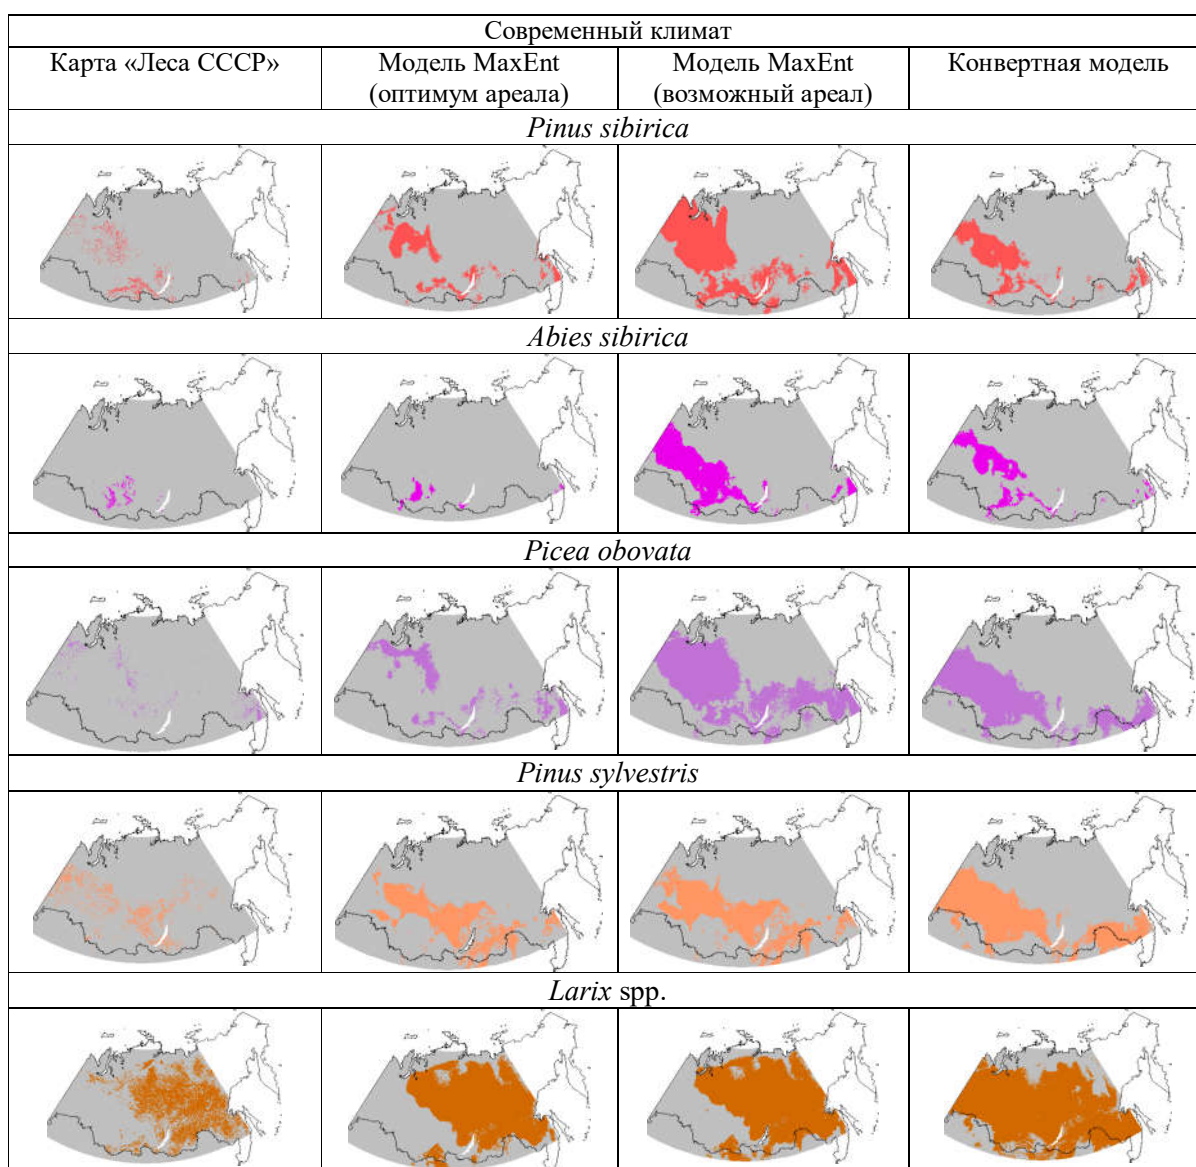 Современный климат
Карта «Леса СССР»
Модель MaxEnt
(оптимум ареала)
Модель MaxEnt
(возможный ареал)
Конвертная модель
Pinus sibirica
Abies sibirica
Picea obovata
Pinus sylvestris
Larix spp.